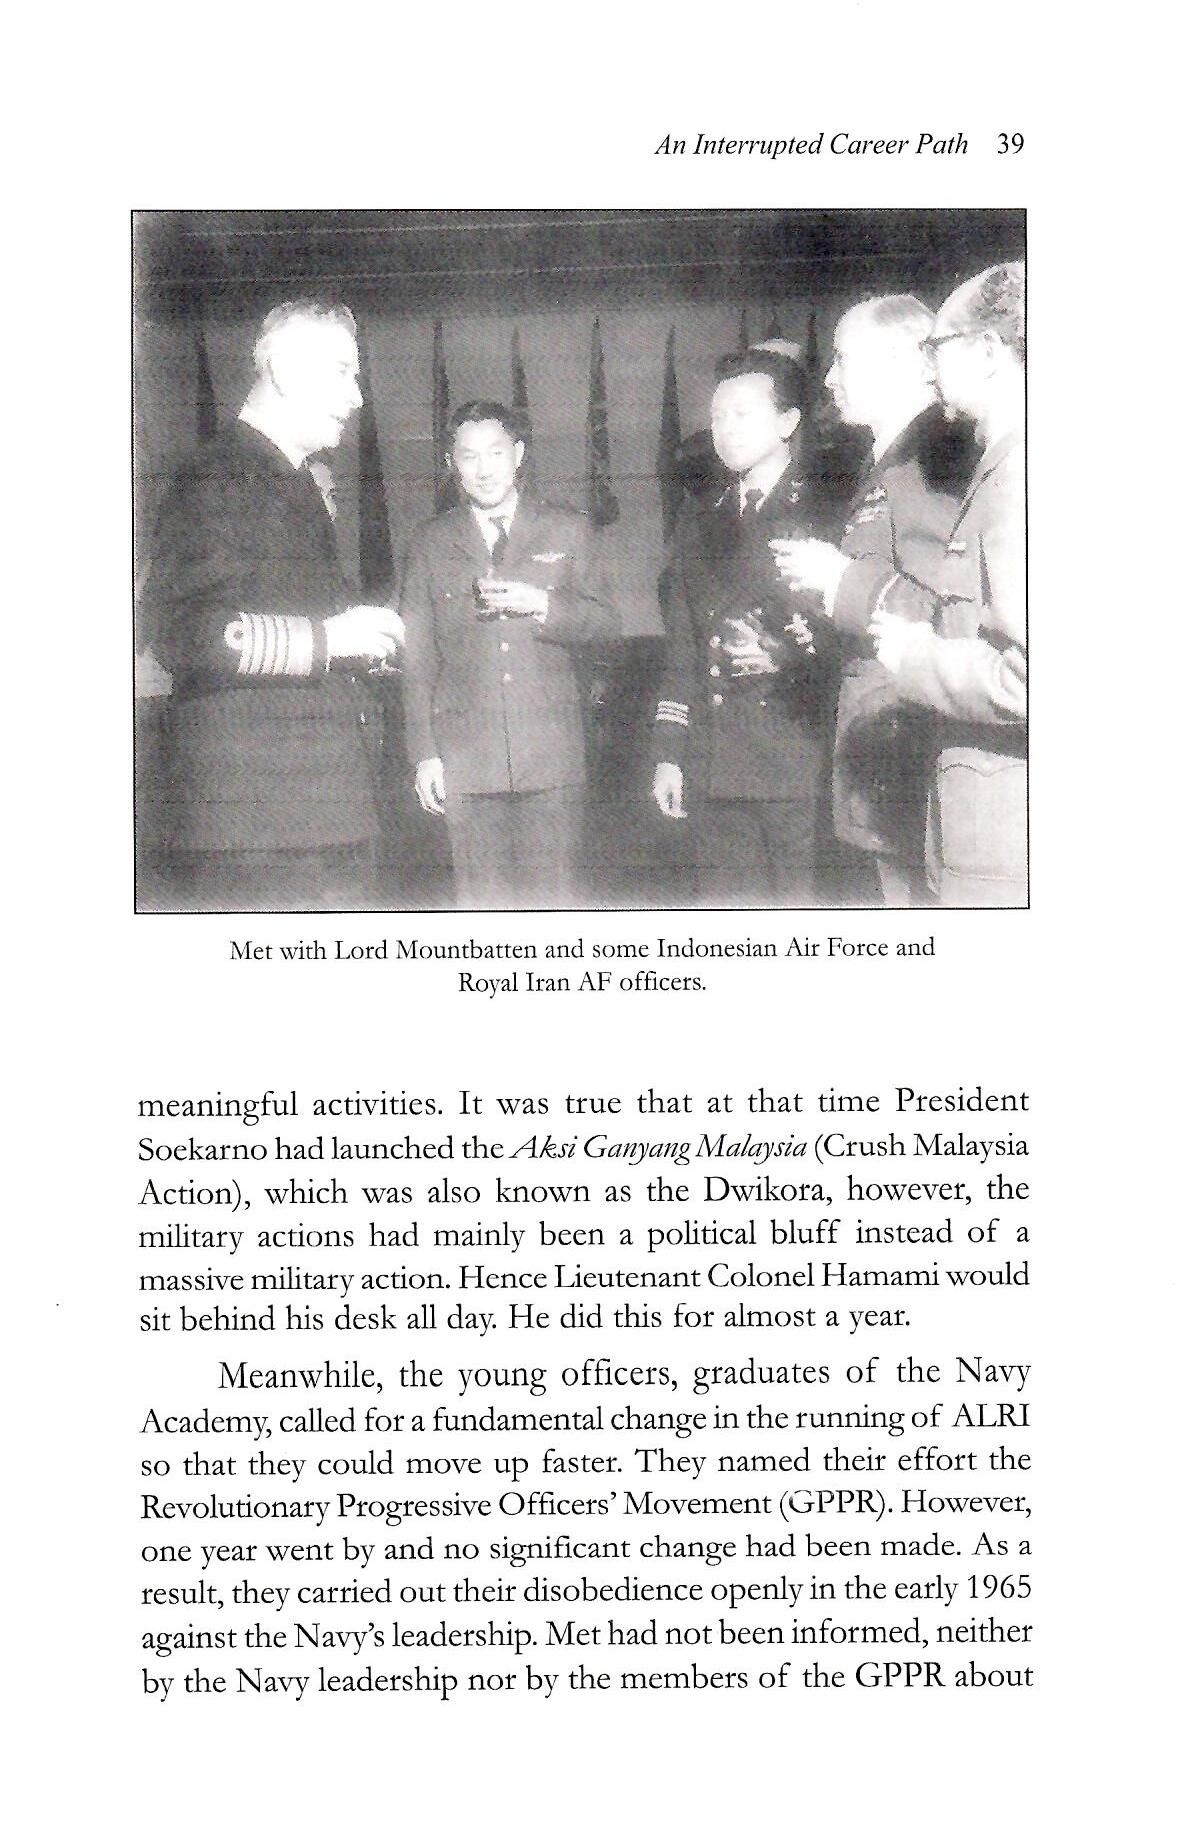 An Interrupted Career Path 39
Met with Lord Mountbatten and some Indonesian Air Force and
Royal Iran AF officers.
meaningful activities. It was true that at that time President
Soekarno had launched the Aksi Ganyang Malaysia (Crush Malaysia
Action), which was also known as the Dwikora, however, the
military actions had mainly been a political bluff instead of a
massive military action. Hence Lieutenant Colonel Hamami would
sit behind his desk all day. He did this for almost a year.
Meanwhile, the young officers, graduates of the Navy
Academy, called for a fundamental change in the running of ALRI
so that they could move up faster. They named their effort the
Revolutionary Progressive Officers' Movement (GPPR). However,
one year went by and no significant change had been made. As a
result, they carried out their disobedience openly in the early 1965
against the Navy's leadership. Met had not been informed, neither
by the Navy leadership nor by the members of the GPPR about